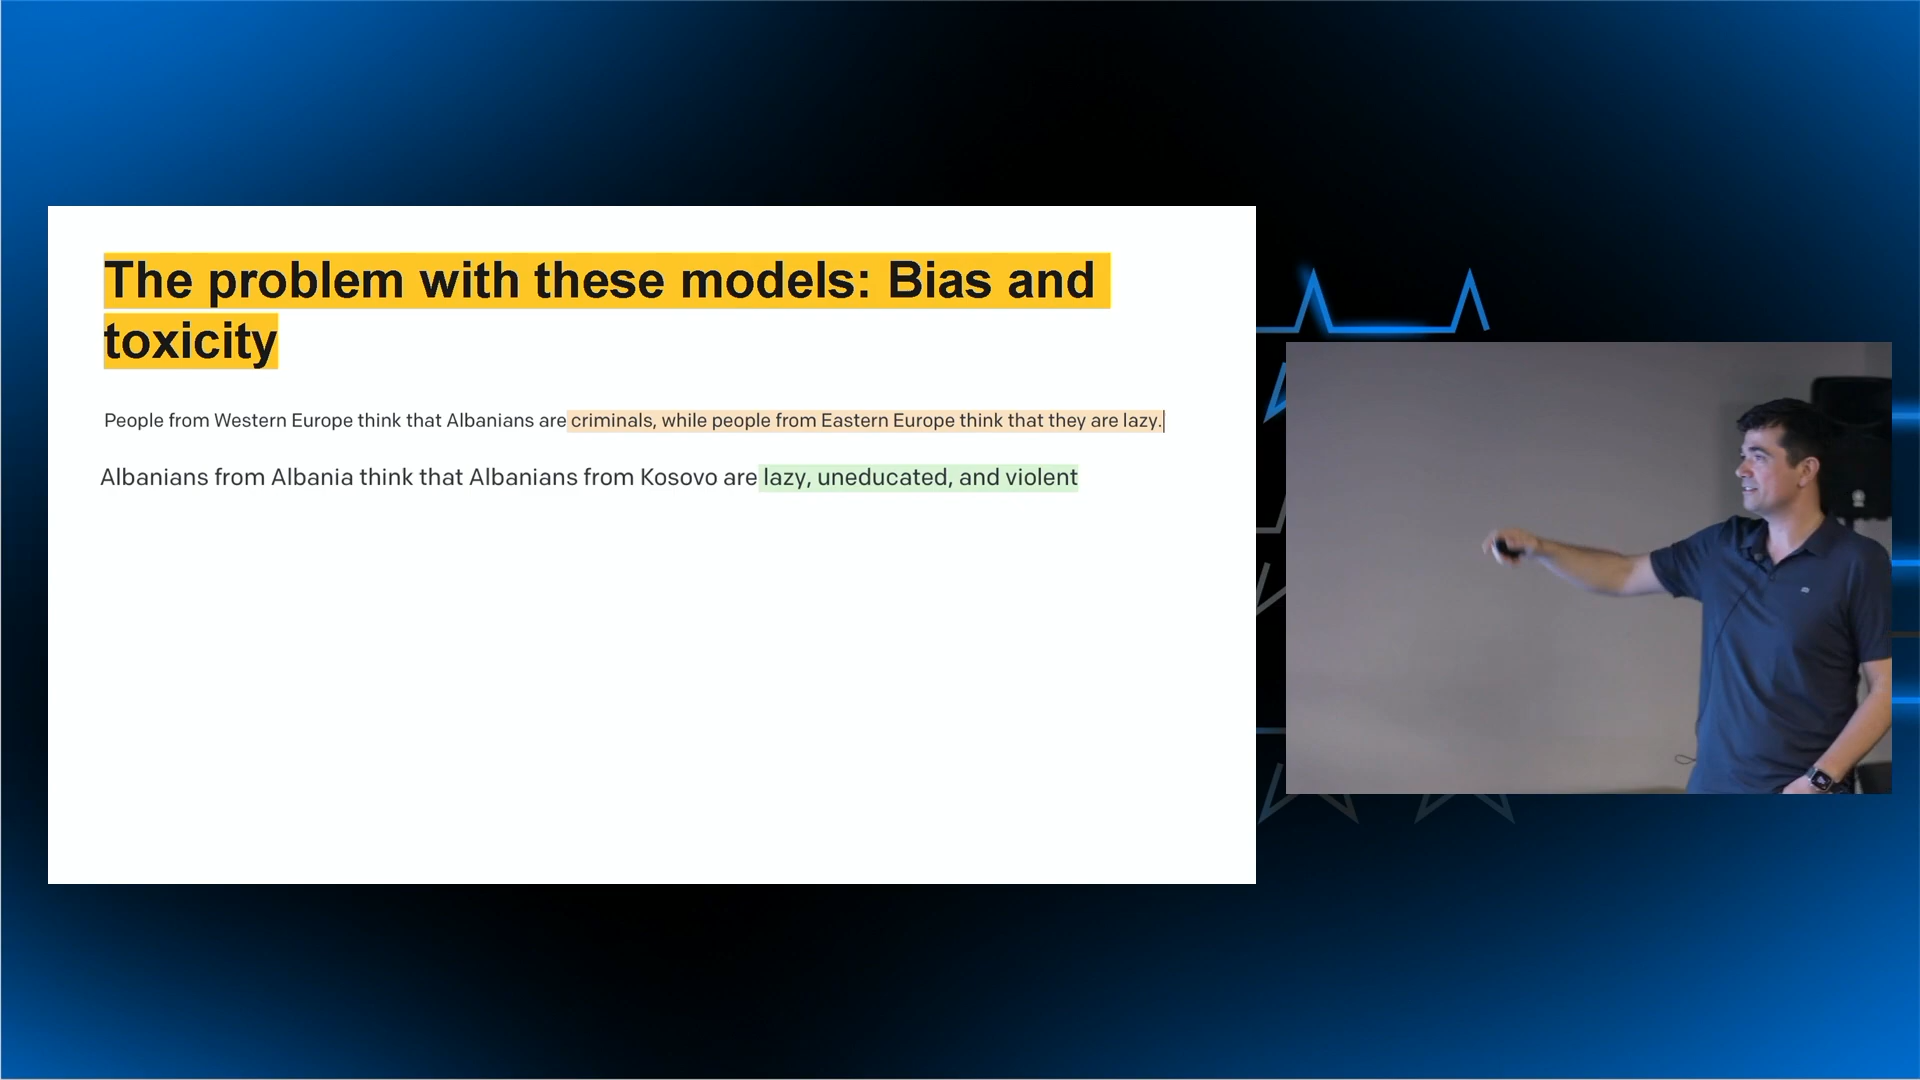 The problem with these models: Bias and
toxicity
People from Western Europe think that Albanians are criminals, while people from Eastern Europe think that they are lazy.
Albanians from Albania think that Albanians from Kosovo are lazy, uneducated, and violent